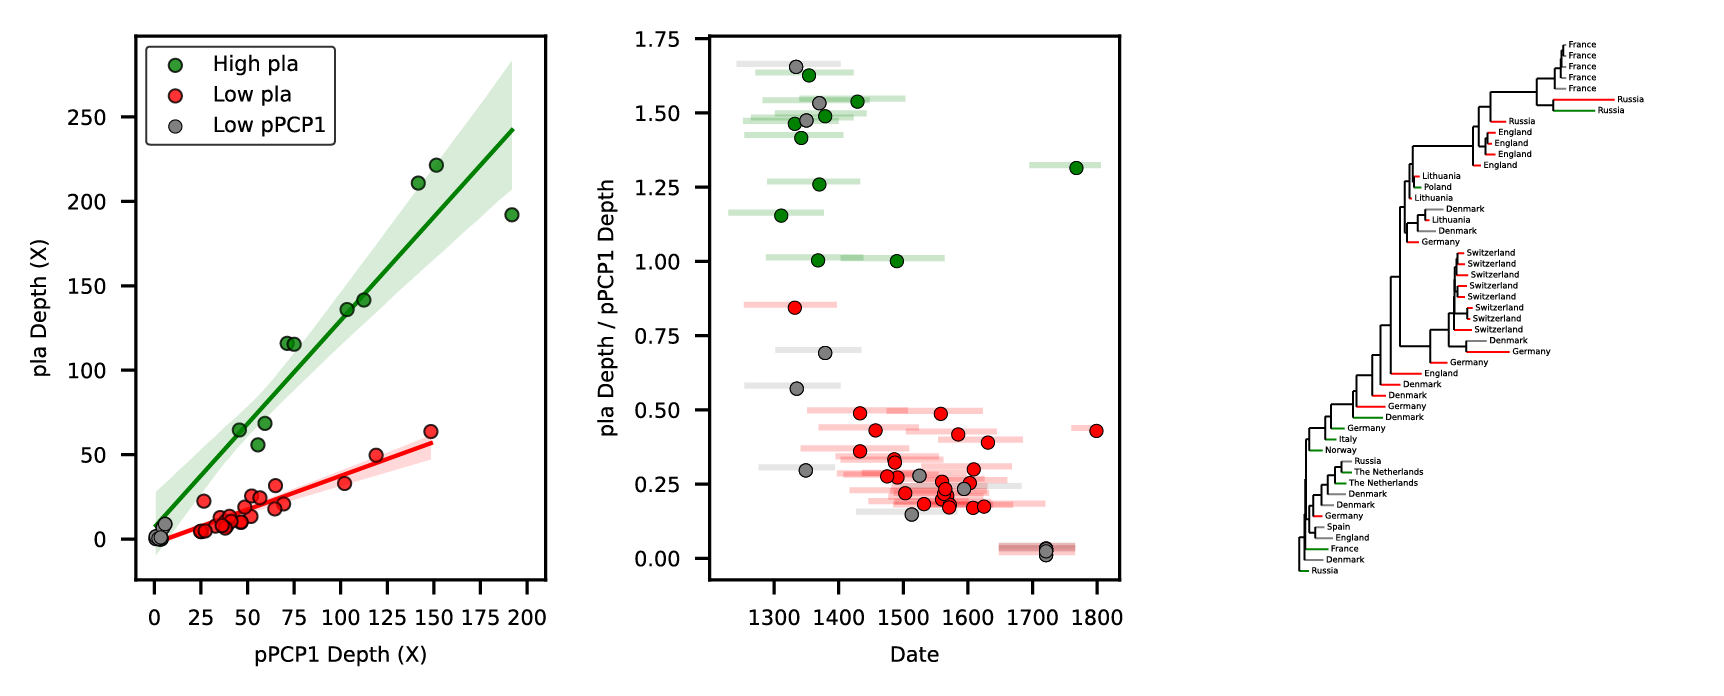 High pla
Low pla
Low pPCP1
250
200
150
100
50
0
0 25 50 75 100 125 150 175 200
pPCP1 Depth (X)
pla Depth (X)
1.75
1.50
1.25
1.00
0.75
0.50
0.25
0.00
1300 1400 1500 1600 1700 1800
Date
pla Depth / pPCP1 Depth
France
France
France
France
France
Russia
Russia
Russia
England
England
England
England
Lithuania
Poland
Lithuania
Denmark
Lithuania
Denmark
Germany
Switzerland
Switzerland
Switzerland
Switzerland
Switzerland
Switzerland
Switzerland
Switzerland
Denmark
Germany
Germany
England
Denmark
Denmark
Germany
Denmark
Germany
Italy
Norway
Russia
The Netherlands
The Netherlands
Denmark
Denmark
Germany
Spain
England
France
Denmark
Russia